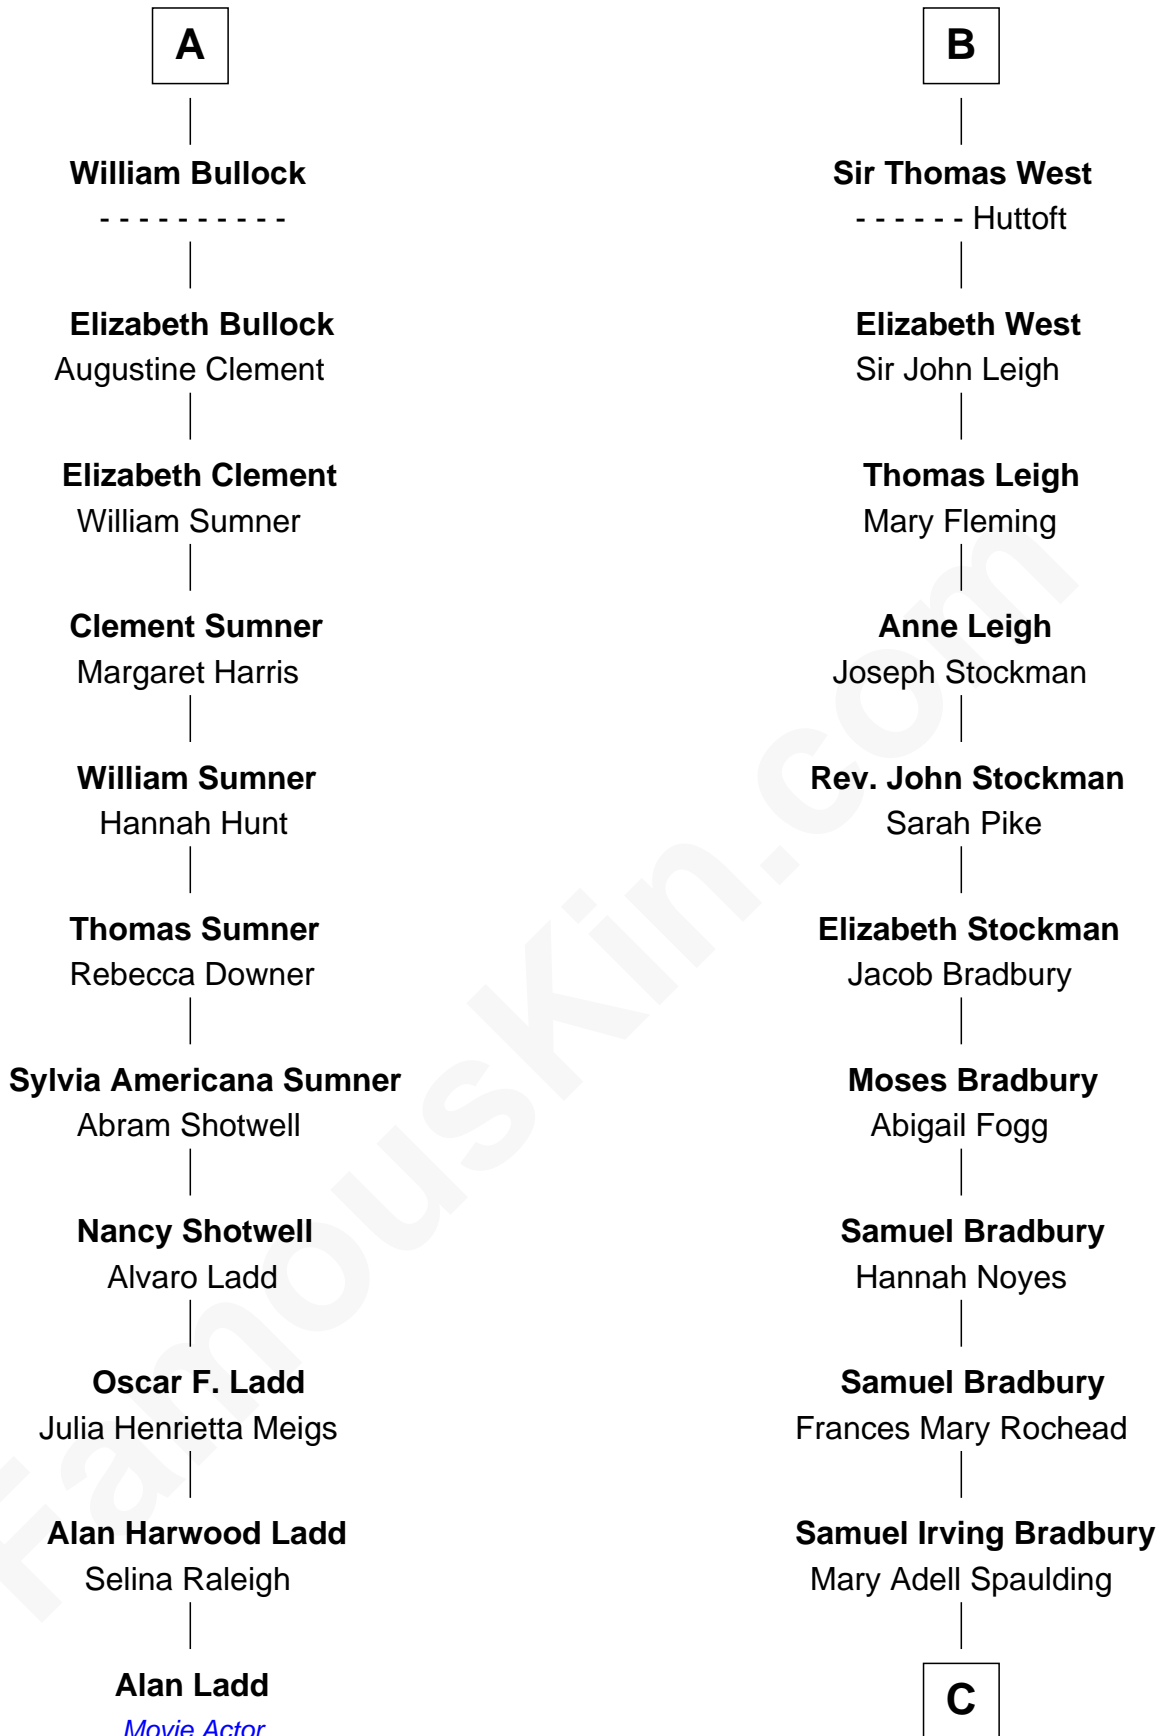 A
William Bullock
- - - - - - - - - -
Elizabeth Bullock
Augustine Clement
Elizabeth Clement
William Sumner
Clement Sumner
Margaret Harris
William Sumner
Hannah Hunt
Thomas Sumner
Rebecca Downer
Sylvia Americana Sumner
Abram Shotwell
Nancy Shotwell
Alvaro Ladd
Oscar F. Ladd
Julia Henrietta Meigs
Alan Harwood Ladd
Selina Raleigh
Alan Ladd
Movie Actor
B
Sir Thomas West
- - - - - - Huttoft
Elizabeth West
Sir John Leigh
Thomas Leigh
Mary Fleming
Anne Leigh
Joseph Stockman
Rev. John Stockman
Sarah Pike
Elizabeth Stockman
Jacob Bradbury
Moses Bradbury
Abigail Fogg
Samuel Bradbury
Hannah Noyes
Samuel Bradbury
Frances Mary Rochead
Samuel Irving Bradbury
Mary Adell Spaulding
C
FamousKin.com